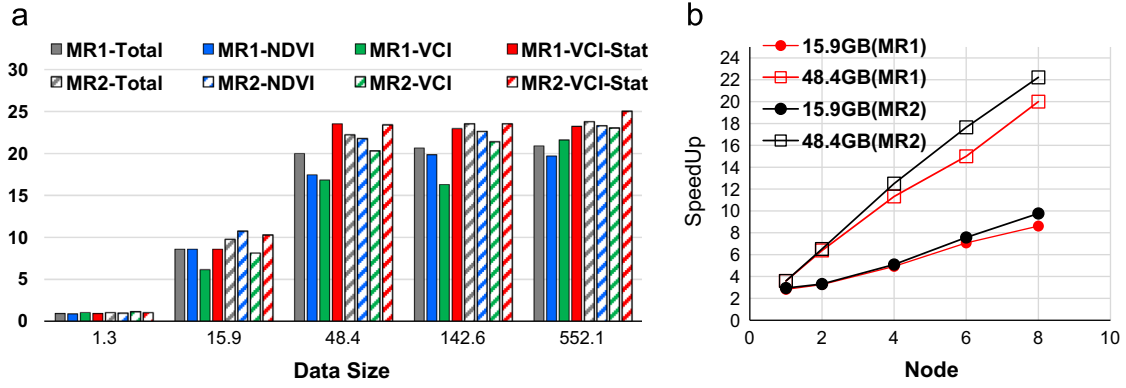 a
MR1-Total MR1-NDVI MR1-VCI MR1-VCI-Stat
MR2-Total MR2-NDVI MR2-VCI MR2-VCI-Stat
30
25
20
15
10
5
0
1.3 15.9 48.4 142.6 552.1
Data Size
b
15.9GB(MR1)
48.4GB(MR1)
15.9GB(MR2)
48.4GB(MR2)
SpeedUp
24
22
20
18
16
14
12
10
8
6
4
2
0
0 2 4 6 8 10
Node